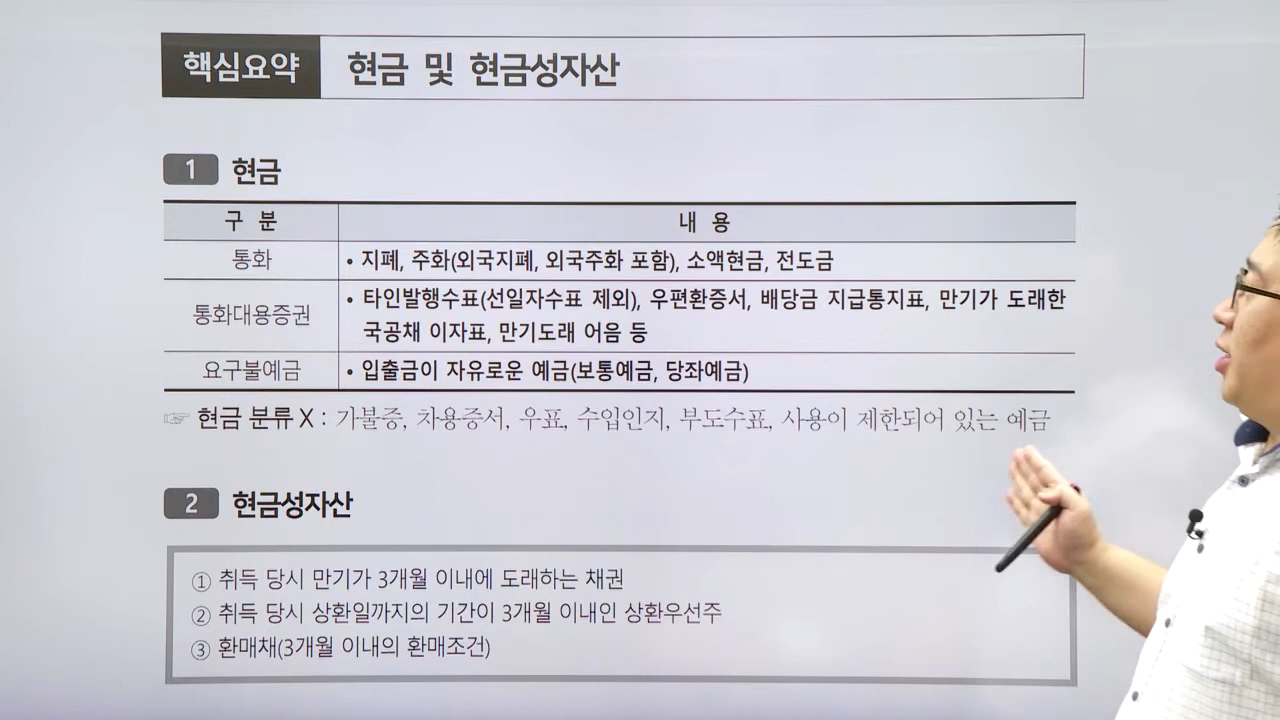 핵심요약 현금 및 현금성자산
1 현금
구 분 내 용
통화 • 지폐, 주화(외국지폐, 외국주화 포함), 소액현금, 전도금
통화대용증권 • 타인발행수표(선일자수표 제외), 우편환증서, 배당금 지급통지표, 만기가 도래한
국공채 이자표, 만기도래 어음 등
요구불예금 • 입출금이 자유로운 예금(보통예금, 당좌예금)
☞ 현금 분류 X : 가불증, 차용증서, 우표, 수입인지, 부도수표, 사용이 제한되어 있는 예금
2 현금성자산
① 취득 당시 만기가 3개월 이내에 도래하는 채권
② 취득 당시 상환일까지의 기간이 3개월 이내인 상환우선주
③ 환매채(3개월 이내의 환매조건)